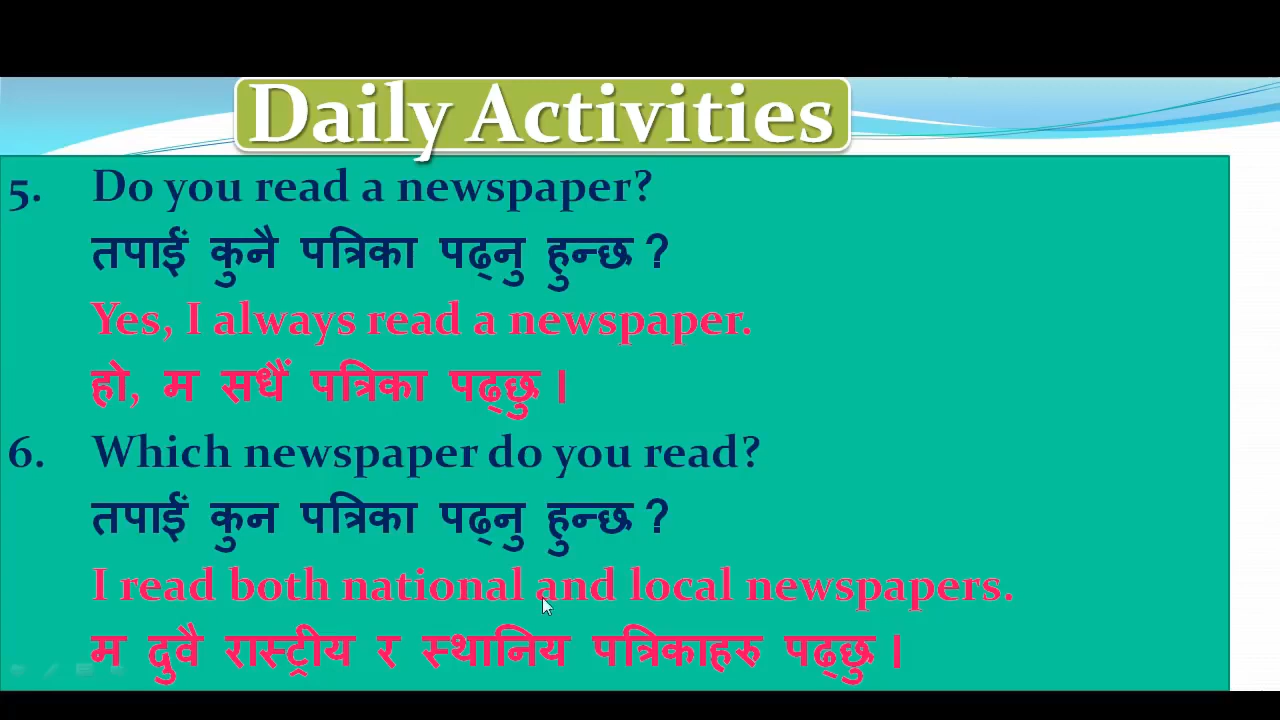 Daily Activities
5. Do you read a newspaper?
तपाईं कुनै पत्रिका पढ्नु हुन्छ ?
Yes, I always read a newspaper.
हो, म सधैं पत्रिका पढ्छु ।
6. Which newspaper do you read?
तपाईं कुन पत्रिका पढ्नु हुन्छ ?
I read both national and local newspapers.
म दुवै रास्ट्रीय र स्थानिय पत्रिकाहरु पढ्छु ।